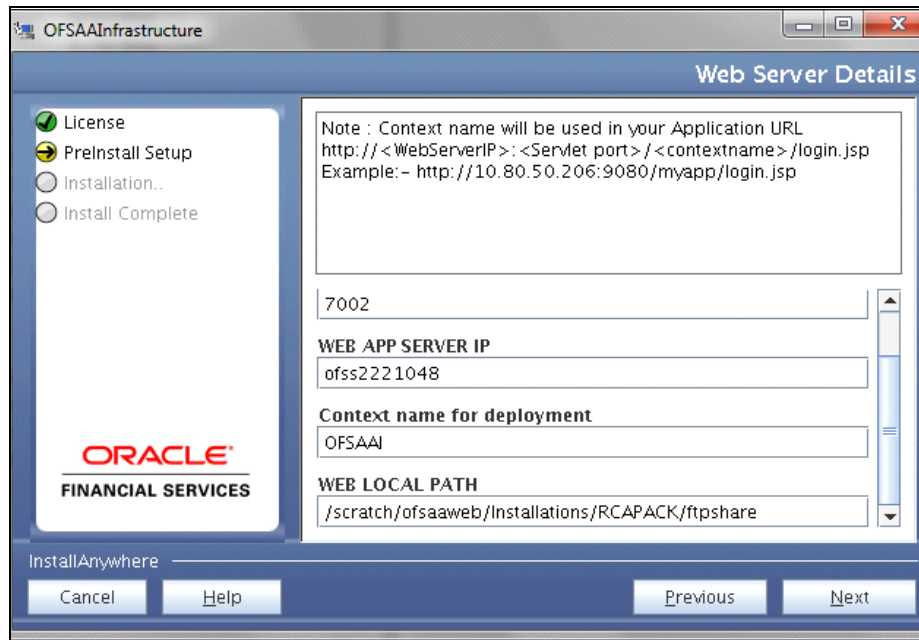 OFSAAInfrastructure
Web Server Details
License
PreInstall Setup
Installation..
Install Complete
ORACLE
FINANCIAL SERVICES
Note : Context name will be used in your Application URL
http://<WebServerIP>:<Servlet port>/<contextname>/login.jsp
Example:- http://10.80.50.206:9080/myapp/login.jsp
7002
WEB APP SERVER IP
ofss2221048
Context name for deployment
OFSAAI
WEB LOCAL PATH
/scratch/ofsaaweb/Installations/RCAPACK/ftpshare
InstallAnywhere
Cancel
Help
Previous
Next